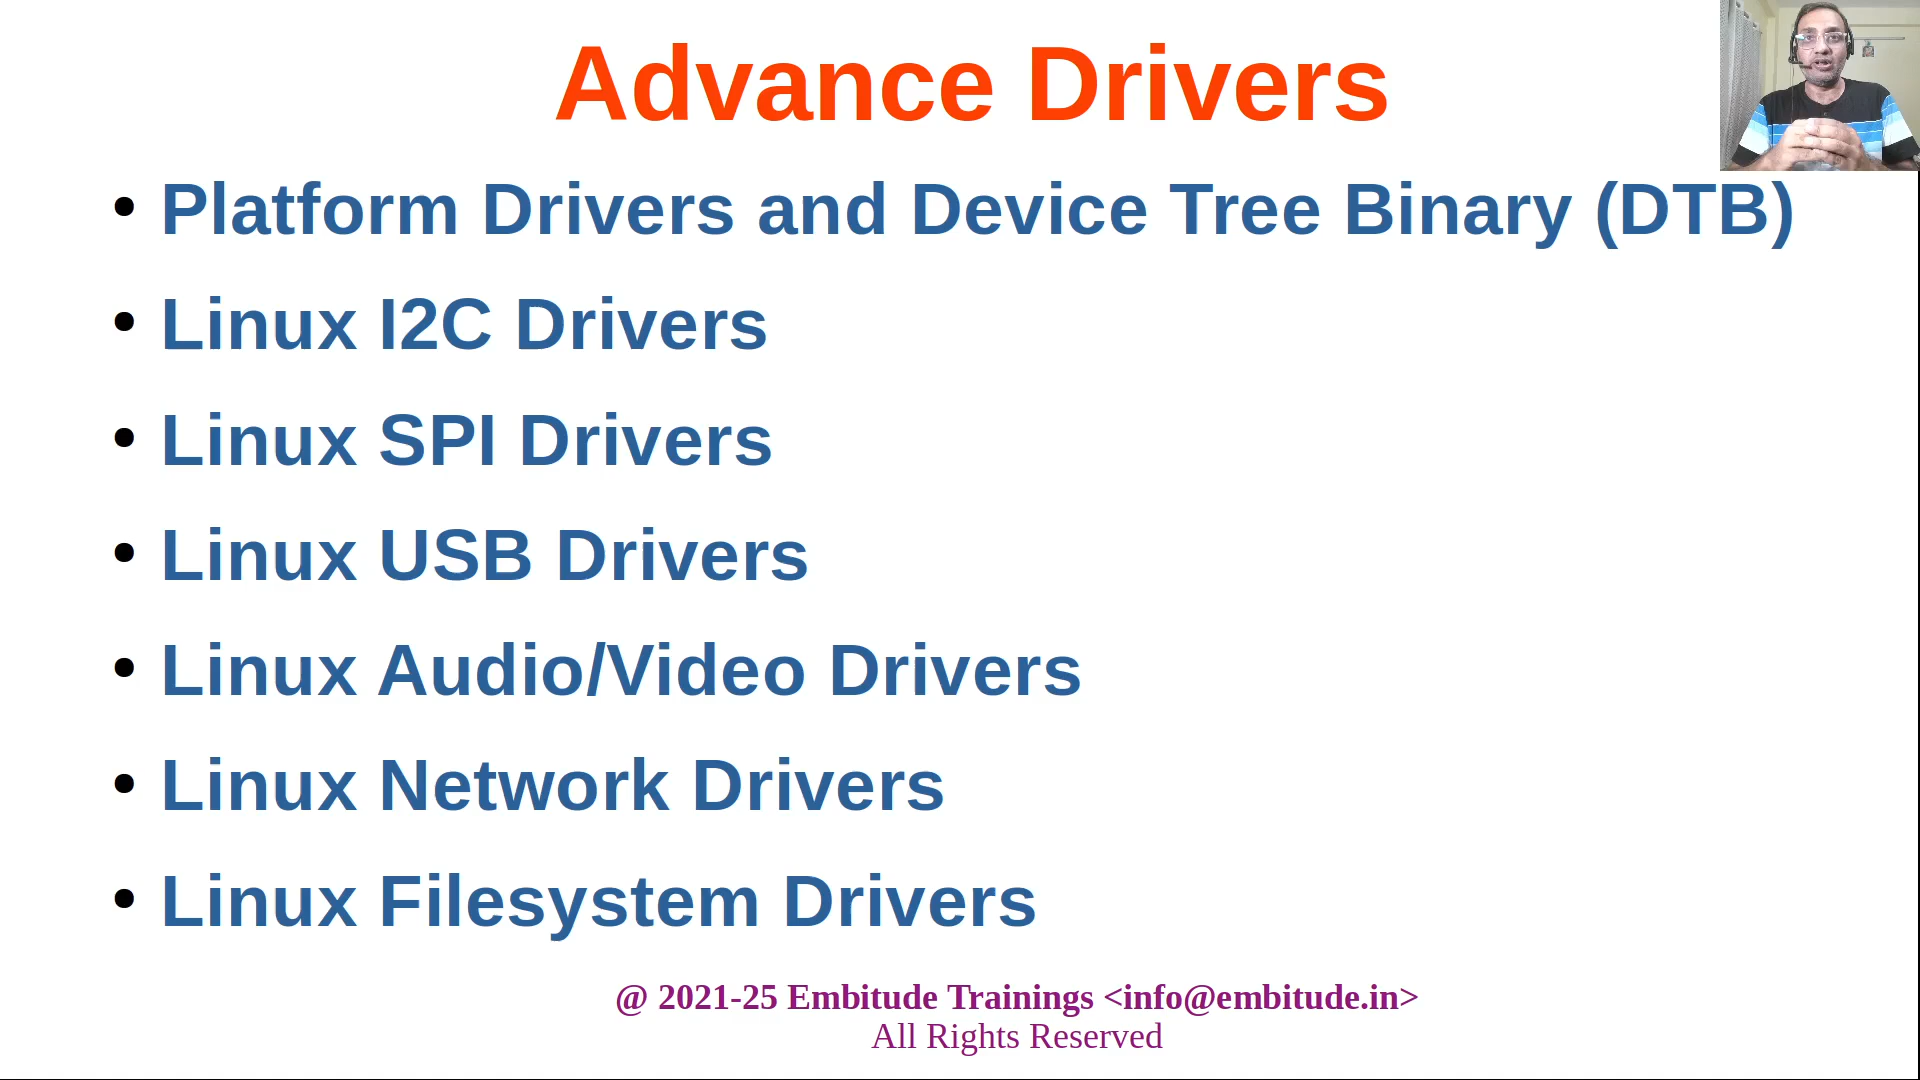 Advance Drivers
• Platform Drivers and Device Tree Binary (DTB)
• Linux I2C Drivers
• Linux SPI Drivers
• Linux USB Drivers
• Linux Audio/Video Drivers
• Linux Network Drivers
• Linux Filesystem Drivers
@ 2021-25 Embitude Trainings <info@embitude.in>
All Rights Reserved